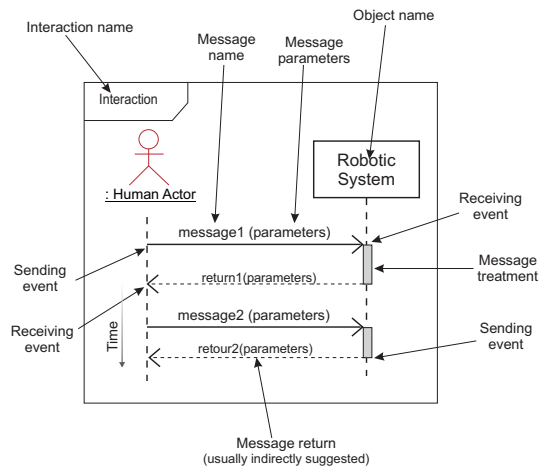 Object name
Interaction name
Message
name
Message
parameters
Interaction
Robotic
System
: Human Actor
Receiving
event
message1 (parameters)
Sending
event
Message
treatment
return1(parameters)
Receiving
event
Time
message2 (parameters)
Sending
event
retour2(parameters)
Message return
(usually indirectly suggested)